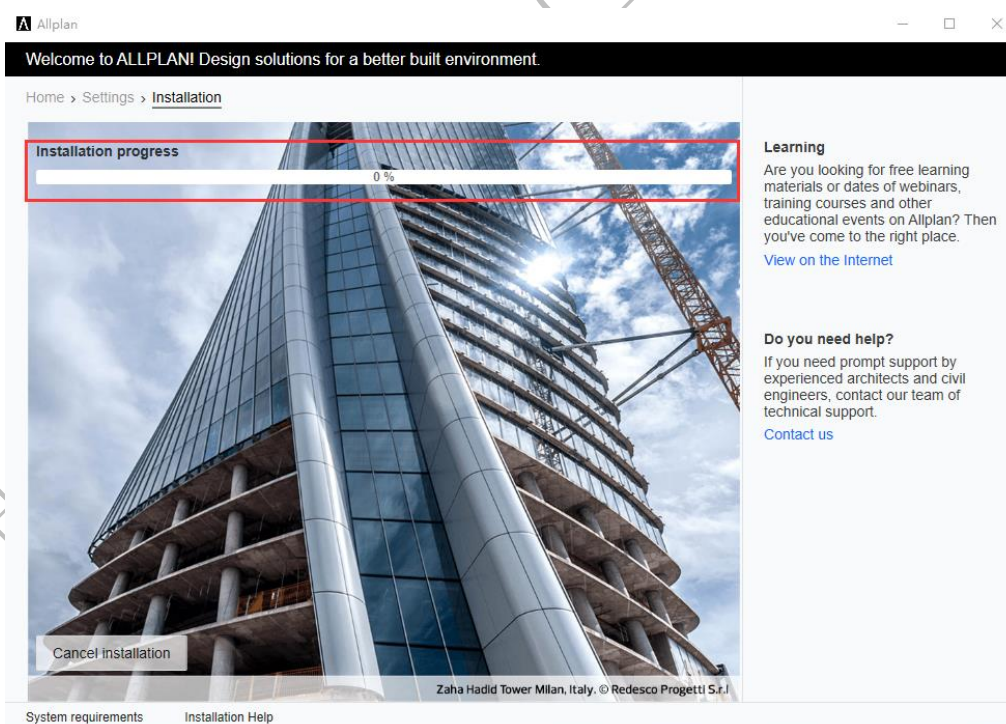 Allplan
Welcome to ALLPLAN! Design solutions for a better built environment.
Home › Settings › Installation
Installation progress
0 %
Cancel installation
Zaha Hadid Tower Milan, Italy. © Redesco Progetti S.r.l
Learning
Are you looking for free learning
materials or dates of webinars,
training courses and other
educational events on Allplan? Then
you've come to the right place.
View on the Internet
Do you need help?
If you need prompt support by
experienced architects and civil
engineers, contact our team of
technical support.
Contact us
System requirements Installation Help